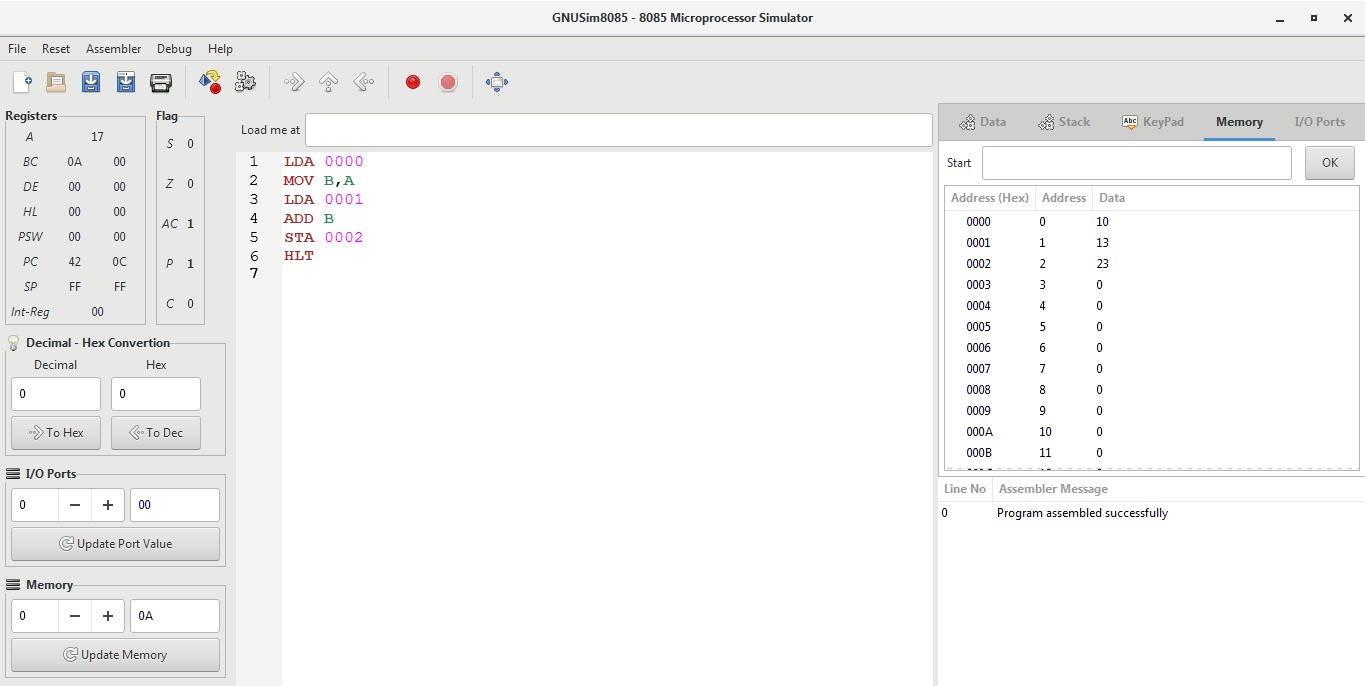 GNUSim8085 - 8085 Microprocessor Simulator
File Reset Assembler Debug Help
Registers
A 17
BC 0A 00
DE 00 00
HL 00 00
PSW 00 00
PC 42 0C
SP FF FF
Int-Reg 00
Flag
S 0
Z 0
AC 1
P 1
C 0
Decimal - Hex Convertion
Decimal Hex
0 0
To Hex To Dec
I/O Ports
0 − + 00
Update Port Value
Memory
0 − + 0A
Update Memory
Load me at
1 LDA 0000
2 MOV B,A
3 LDA 0001
4 ADD B
5 STA 0002
6 HLT
7
Data Stack Abc KeyPad Memory I/O Ports
Start OK
Address (Hex) Address Data
0000 0 10
0001 1 13
0002 2 23
0003 3 0
0004 4 0
0005 5 0
0006 6 0
0007 7 0
0008 8 0
0009 9 0
000A 10 0
000B 11 0
Line No Assembler Message
0 Program assembled successfully